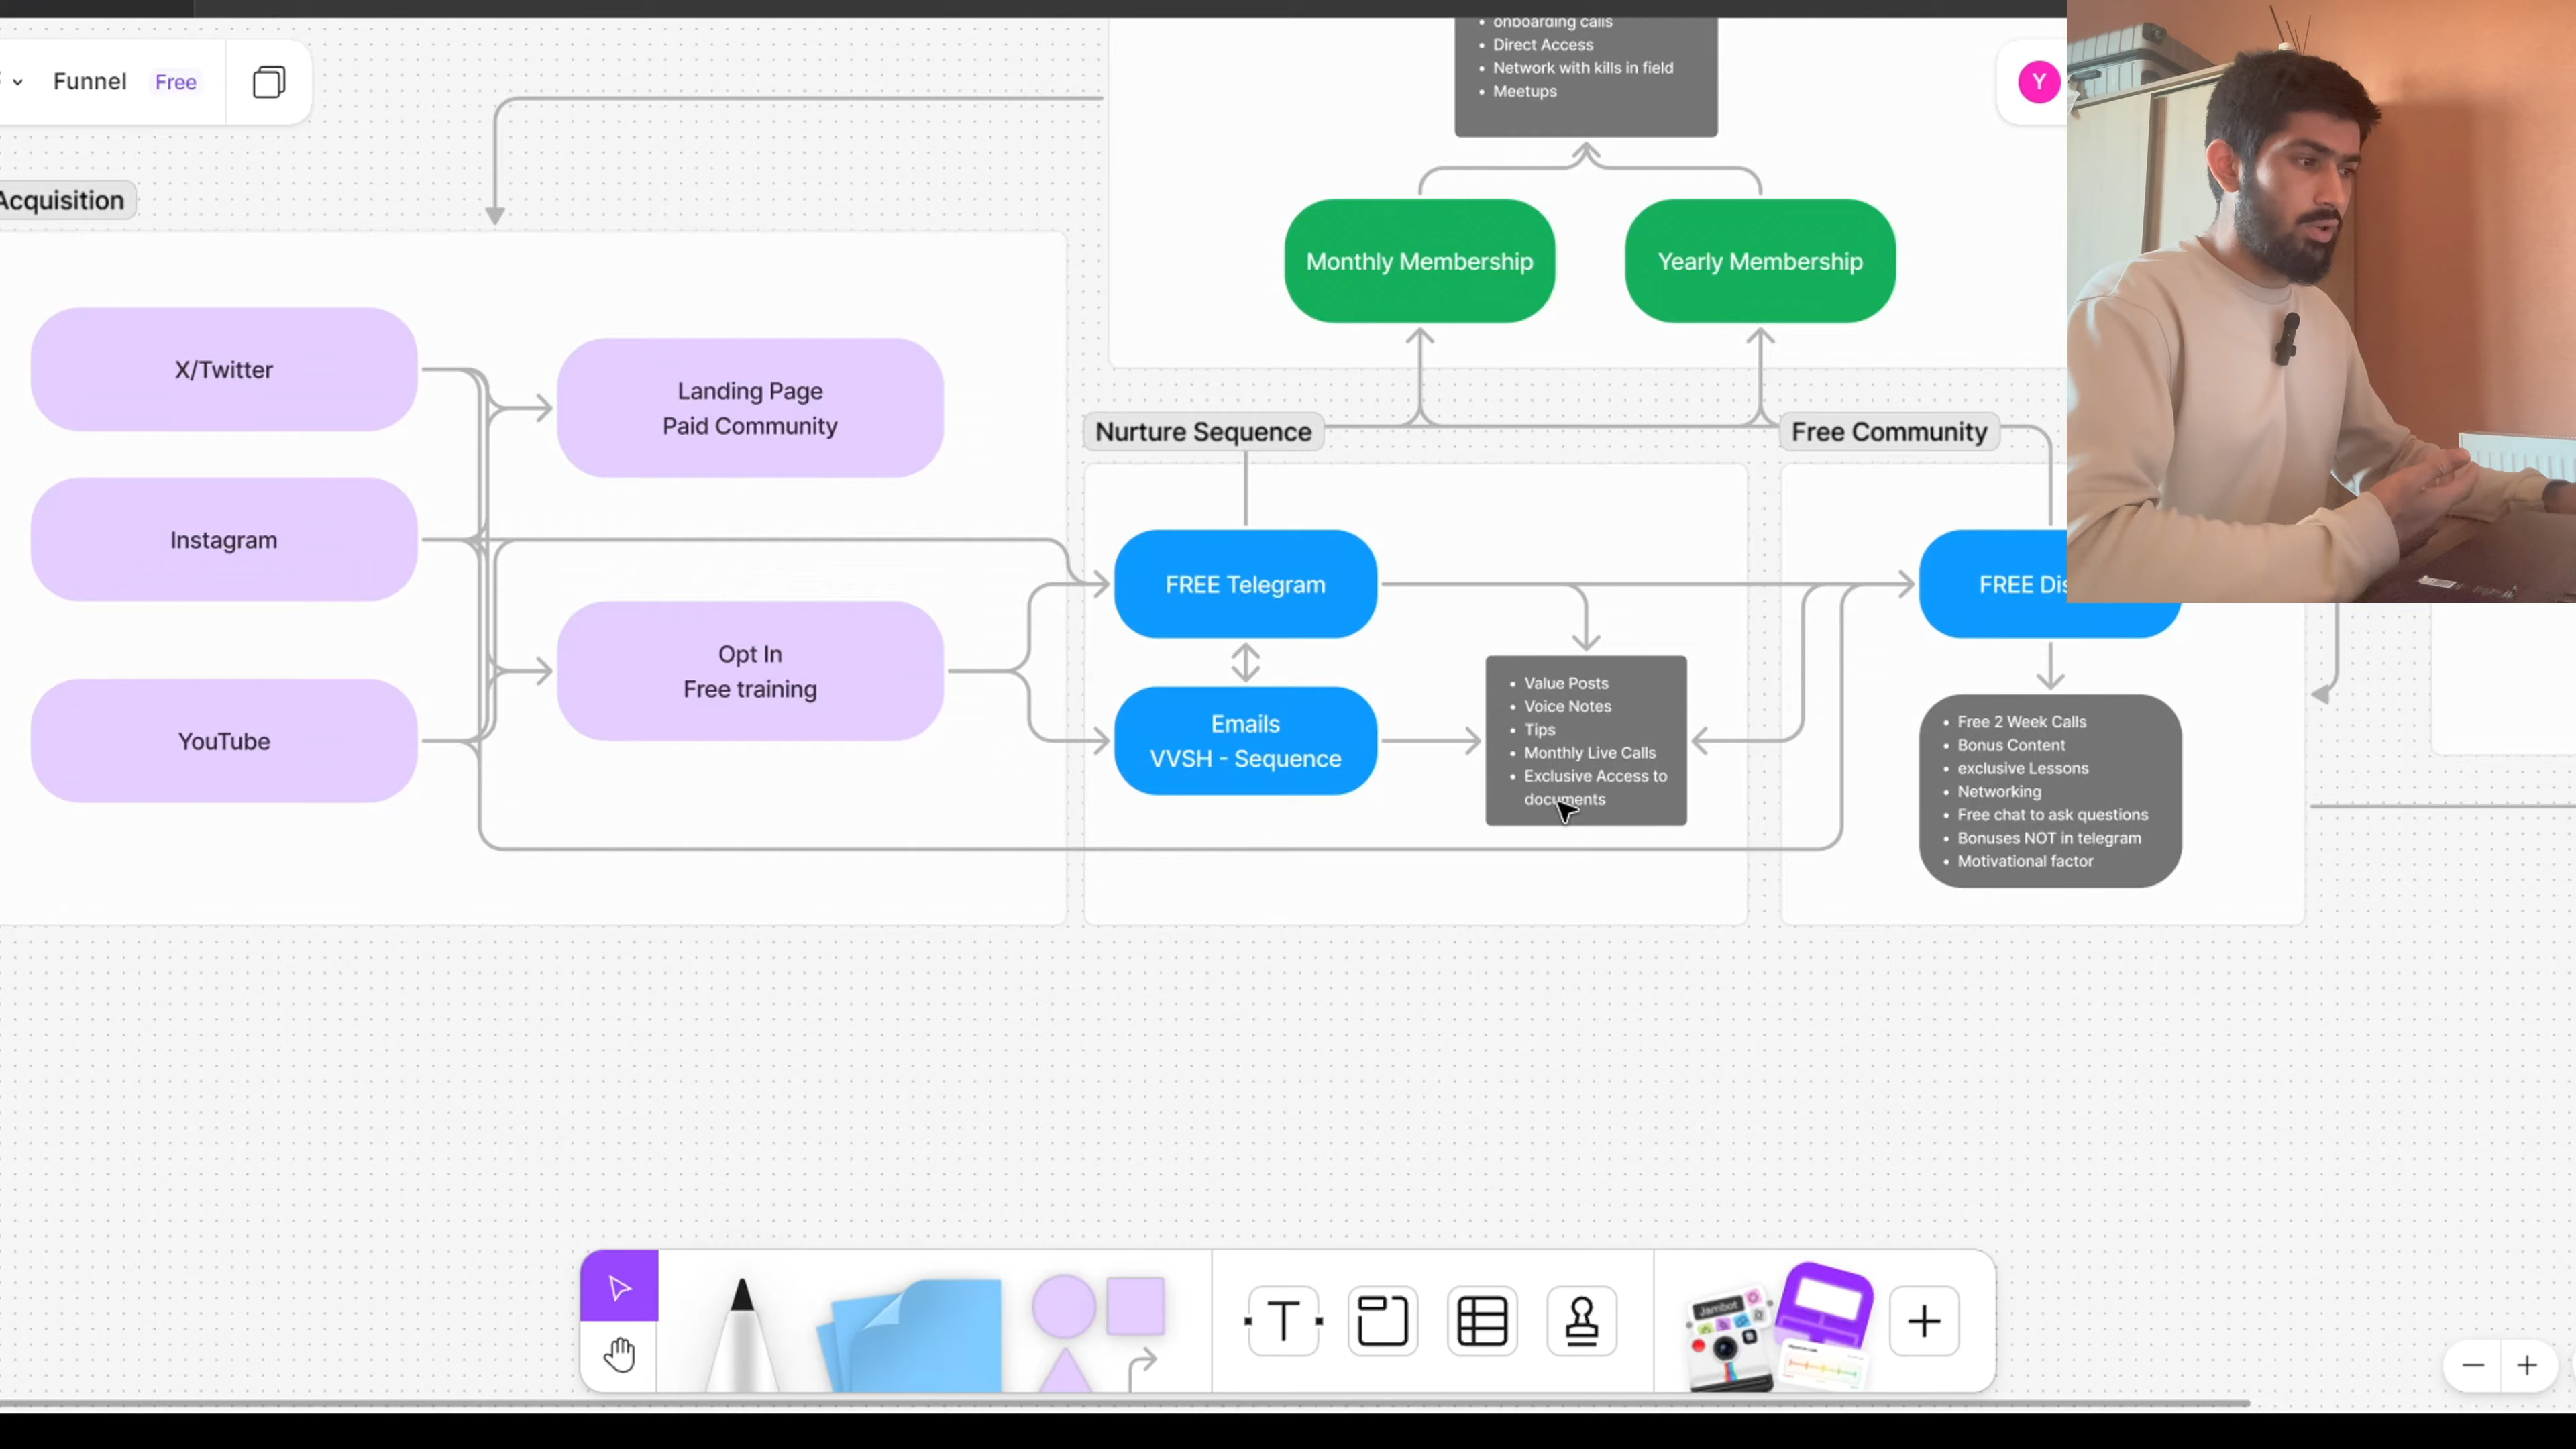 Funnel Free
onboarding calls
Direct Access
Network with kills in field
Meetups
Y
Acquisition
Monthly Membership
Yearly Membership
X/Twitter
Landing Page
Paid Community
Nurture Sequence
Free Community
Instagram
FREE Telegram
FREE
Opt In
Free training
YouTube
Emails
VVSH - Sequence
Value Posts
Voice Notes
Tips
Monthly Live Calls
Exclusive Access to
documents
Free 2 Week Calls
Bonus Content
exclusive Lessons
Networking
Free chat to ask questions
Bonuses NOT in telegram
Motivational factor
T
Jambot